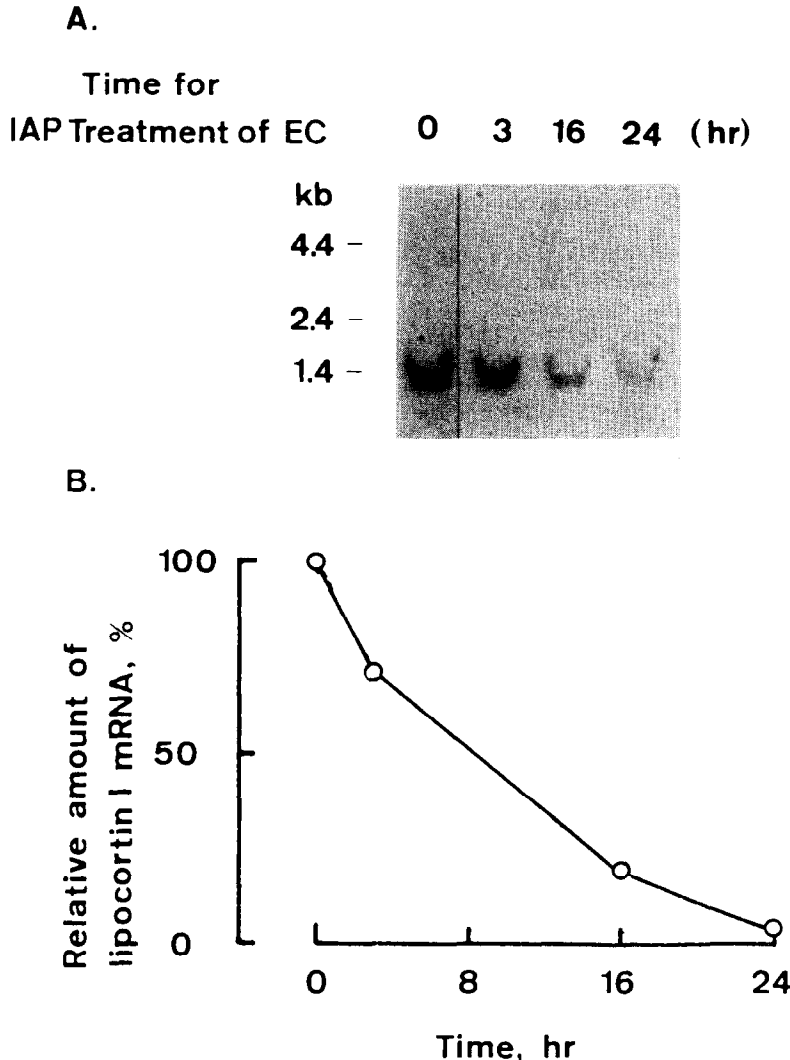 A.
Time for
IAP Treatment of EC 0 3 16 24 (hr)
kb
4.4 –
2.4 –
1.4 –
B.
Relative amount of
lipocortin I mRNA, %
100
50
0
0 8 16 24
Time, hr